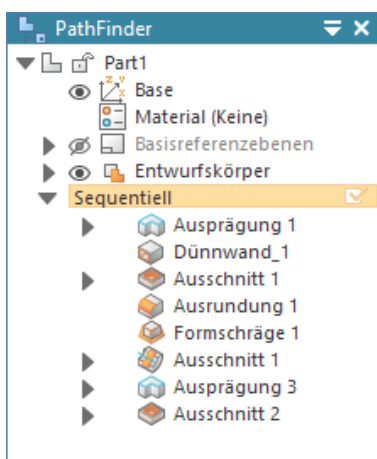 PathFinder
Part1
Base
Material (Keine)
Basisreferenzebenen
Entwurfskörper
Sequentiell
Ausprägung 1
Dünnwand_1
Ausschnitt 1
Ausrundung 1
Formschräge 1
Ausschnitt 1
Ausprägung 3
Ausschnitt 2